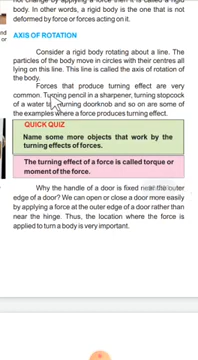 not change by applying force then it is called a rigid
body. In other words, a rigid body is the one that is not
deformed by force or forces acting on it.
AXIS OF ROTATION
Consider a rigid body rotating about a line. The
particles of the body move in circles with their centres all
lying on this line. This line is called the axis of rotation of
the body.
Forces that produce turning effect are very
common. Turning pencil in a sharpener, turning stopcock
of a water turning doorknob and so on are some of
the examples where a force produces turning effect.
QUICK QUIZ
Name some more objects that work by the
turning effects of forces.
The turning effect of a force is called torque or
moment of the force.
Why the handle of a door is fixed near the outer
edge of a door? We can open or close a door more easily
by applying a force at the outer edge of a door rather than
near the hinge. Thus, the location where the force is
applied to turn a body is very important.
or